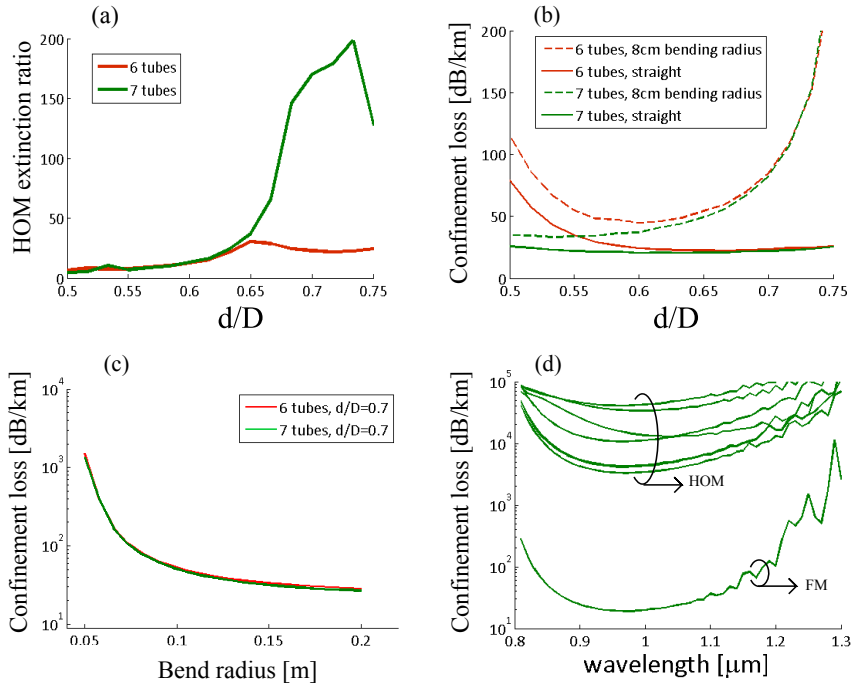 (a)
HOM extinction ratio
200
150
100
50
0
6 tubes
7 tubes
0.5 0.55 0.6 0.65 0.7 0.75
d/D
(b)
Confinement loss [dB/km]
200
150
100
50
0
6 tubes, 8cm bending radius
6 tubes, straight
7 tubes, 8cm bending radius
7 tubes, straight
0.5 0.55 0.6 0.65 0.7 0.75
d/D
(c)
Confinement loss [dB/km]
10^4
10^3
10^2
10^1
6 tubes, d/D=0.7
7 tubes, d/D=0.7
0.05 0.1 0.15 0.2
Bend radius [m]
(d)
Confinement loss [dB/km]
10^5
10^4
10^3
10^2
10^1
HOM
FM
0.8 0.9 1 1.1 1.2 1.3
wavelength [μm]